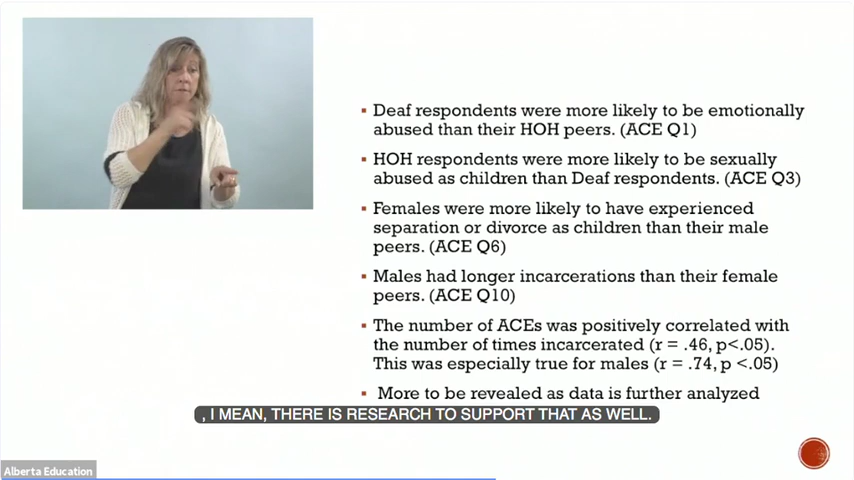 ▪ Deaf respondents were more likely to be emotionally
abused than their HOH peers. (ACE Q1)
▪ HOH respondents were more likely to be sexually
abused as children than Deaf respondents. (ACE Q3)
▪ Females were more likely to have experienced
separation or divorce as children than their male
peers. (ACE Q6)
▪ Males had longer incarcerations than their female
peers. (ACE Q10)
▪ The number of ACEs was positively correlated with
the number of times incarcerated (r = .46, p<.05).
This was especially true for males (r = .74, p <.05)
▪ More to be revealed as data is further analyzed
, I MEAN, THERE IS RESEARCH TO SUPPORT THAT AS WELL.
Alberta Education